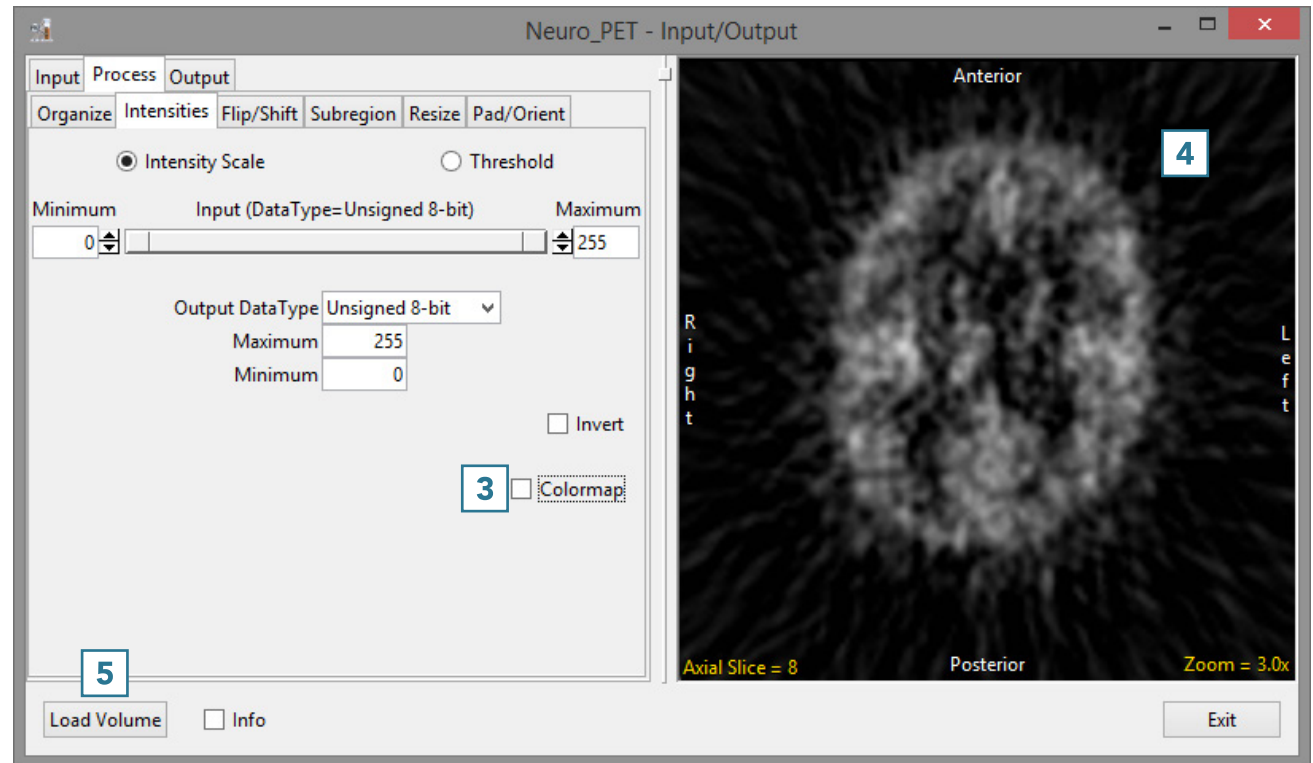 Neuro_PET - Input/Output
Input Process Output
Organize Intensities Flip/Shift Subregion Resize Pad/Orient
Intensity Scale Threshold
Minimum Input (DataType=Unsigned 8-bit) Maximum
0 255
Output DataType Unsigned 8-bit
Maximum 255
Minimum 0
Invert
3 Colormap
5
Load Volume Info
Anterior
4
Right
Left
Axial Slice = 8 Posterior Zoom = 3.0x
Exit